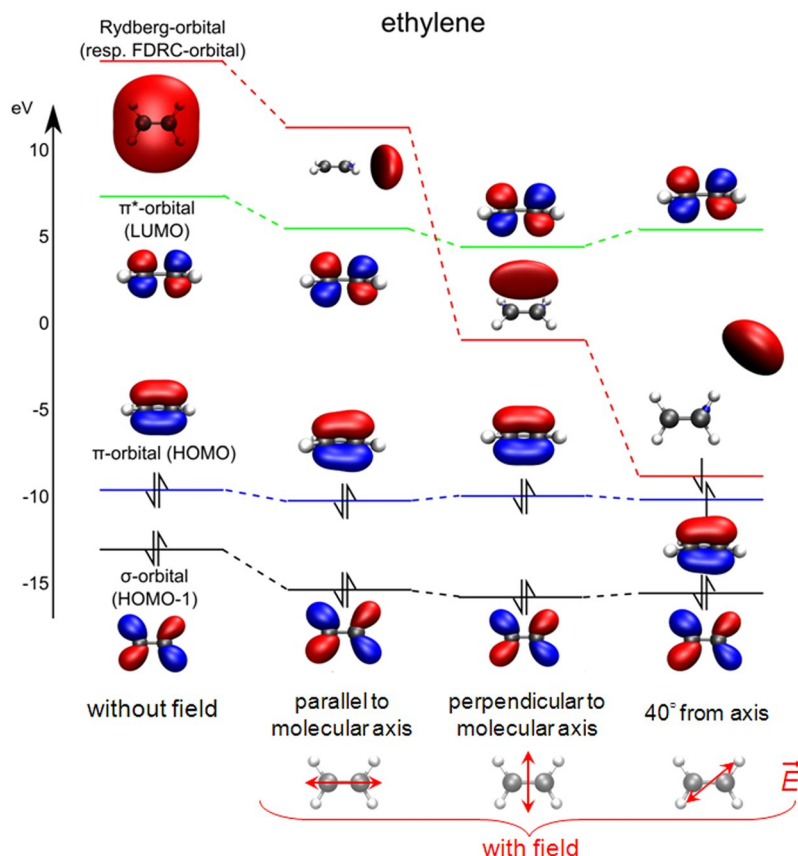 ethylene
Rydberg-orbital
(resp. FDRC-orbital)
eV
10
5
0
-5
-10
-15
π*-orbital
(LUMO)
π-orbital (HOMO)
σ-orbital
(HOMO-1)
without field
parallel to
molecular axis
perpendicular to
molecular axis
40° from axis
E
with field